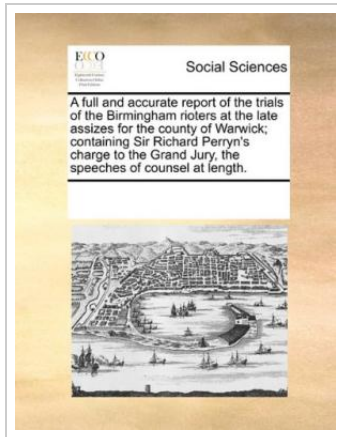 ECCO
Social Sciences
A full and accurate report of the trials
of the Birmingham rioters at the late
assizes for the county of Warwick;
containing Sir Richard Perryn's
charge to the Grand Jury, the
speeches of counsel at length.